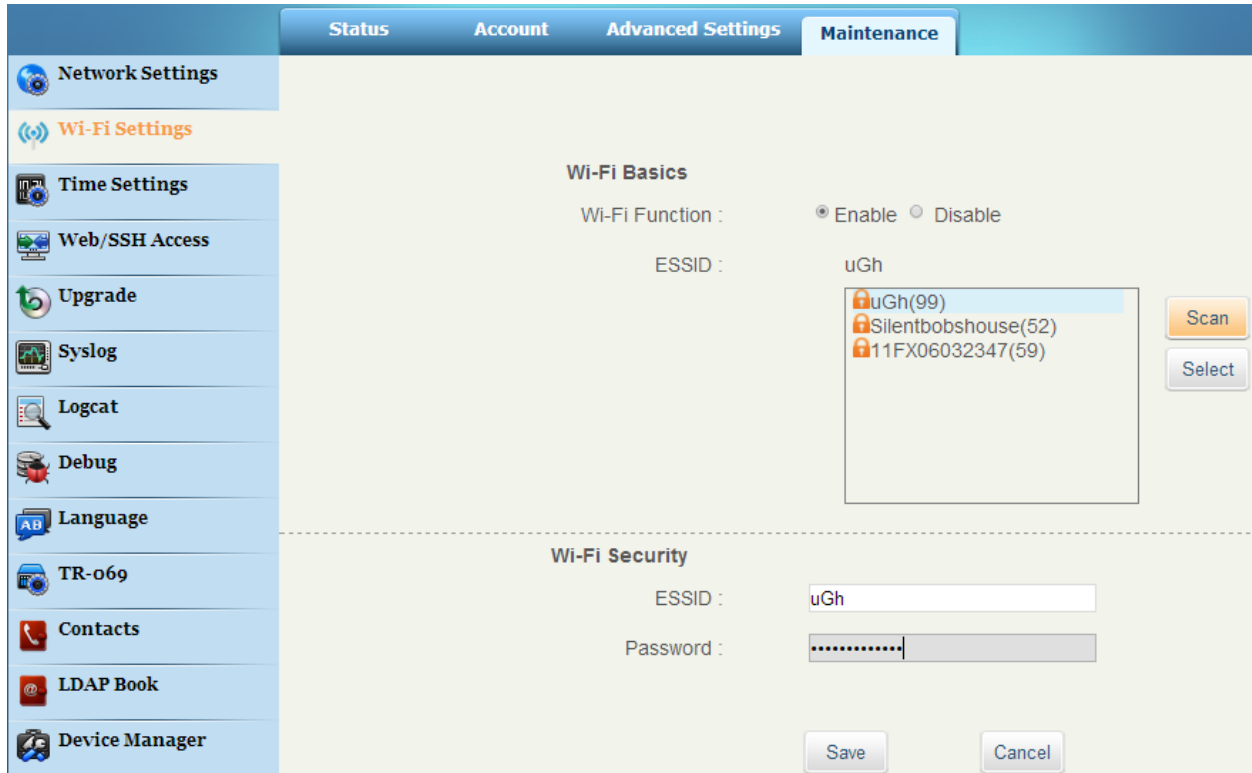 Status Account Advanced Settings Maintenance
Network Settings
Wi-Fi Settings
Time Settings
Web/SSH Access
Upgrade
Syslog
Logcat
Debug
Language
TR-069
Contacts
LDAP Book
Device Manager
Wi-Fi Basics
Wi-Fi Function : Enable Disable
ESSID : uGh
uGh(99)
Silentbobshouse(52)
11FX06032347(59)
Scan
Select
Wi-Fi Security
ESSID : uGh
Password : •••••••••••••
Save Cancel